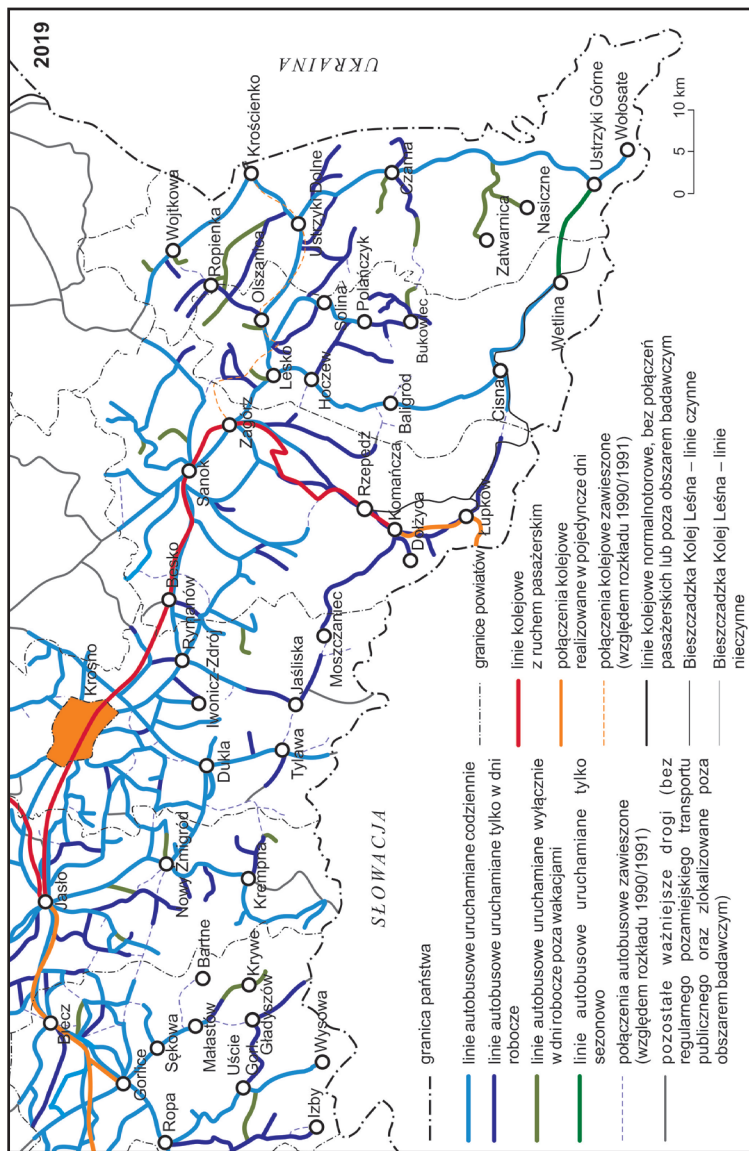 2019
UKRAINA
Krościenko
Wojtkowa
Ustrzyki Dolne
Czarna
Ropienka
Olszanica
Zatwarnica
Nasiczne
Ustrzyki Górne
Wołosate
Solina
Polańczyk
Bukowiec
Wetlina
Lesko
Hoczew
Baligród
Cisna
Zagórz
Sanok
Rzepedź
Komańcza
Dołżyca
Łupków
Besko
Rymanów
Iwonicz-Zdrój
Moszczaniec
Jaśliska
Krosno
Dukla
Tylawa
Jasło
Nowy Żmigród
Krempna
SŁOWACJA
Biecz
Bartne
Krywe
Małastów
Sękowa
Gładyszów
Uście
Gorl.
Gorlice
Wysowa
Ropa
Izby
0 5 10 km
granica państwa
linie autobusowe uruchamiane codziennie
linie autobusowe uruchamiane tylko w dni
robocze
linie autobusowe uruchamiane wyłącznie
w dni robocze poza wakacjami
linie autobusowe uruchamiane tylko
sezonowo
połączenia autobusowe zawieszone
(względem rozkładu 1990/1991)
pozostałe ważniejsze drogi (bez
regularnego pozamiejskiego transportu
publicznego oraz zlokalizowane poza
obszarem badawczym)
granice powiatów
linie kolejowe
z ruchem pasażerskim
połączenia kolejowe
realizowane w pojedyncze dni
połączenia kolejowe zawieszone
(względem rozkładu 1990/1991)
linie kolejowe normalnotorowe, bez połączeń
pasażerskich lub poza obszarem badawczym
Bieszczadzka Kolej Leśna – linie czynne
Bieszczadzka Kolej Leśna – linie
nieczynne